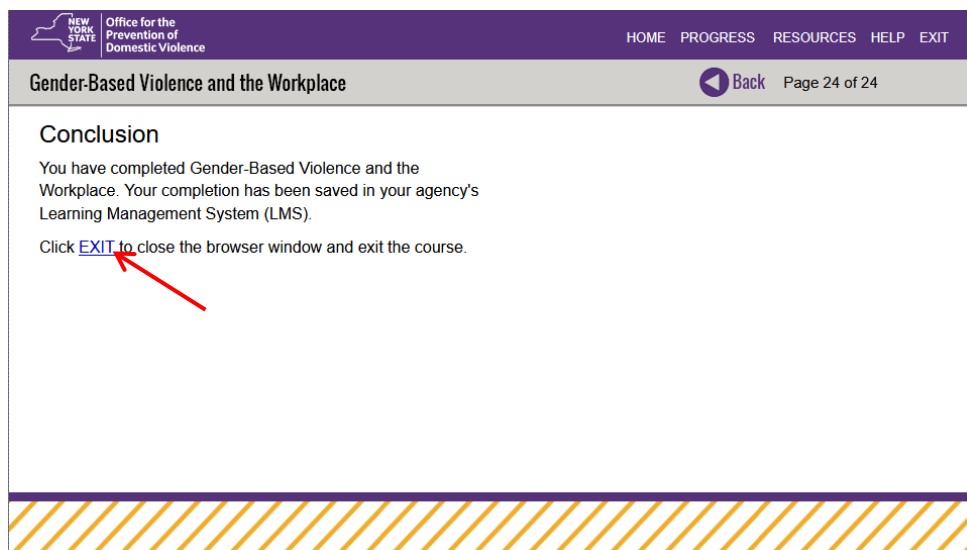 NEW
YORK
STATE
Office for the
Prevention of
Domestic Violence
HOME PROGRESS RESOURCES HELP EXIT
Gender-Based Violence and the Workplace
Back Page 24 of 24
Conclusion
You have completed Gender-Based Violence and the
Workplace. Your completion has been saved in your agency's
Learning Management System (LMS).
Click EXIT to close the browser window and exit the course.